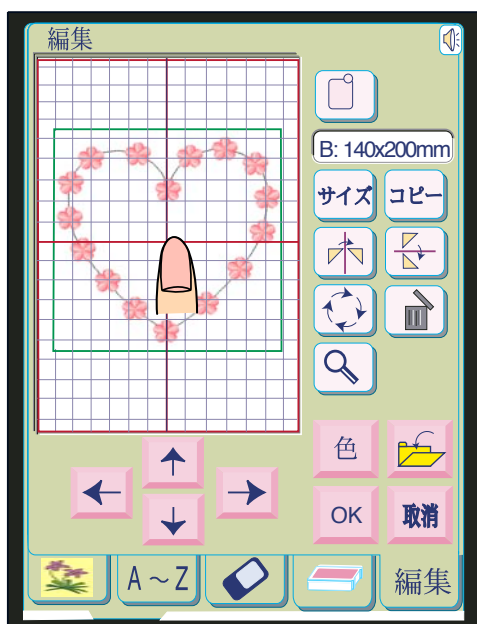 編集
B: 140x200mm
サイズ コピー
色
OK 取消
A～Z 編集